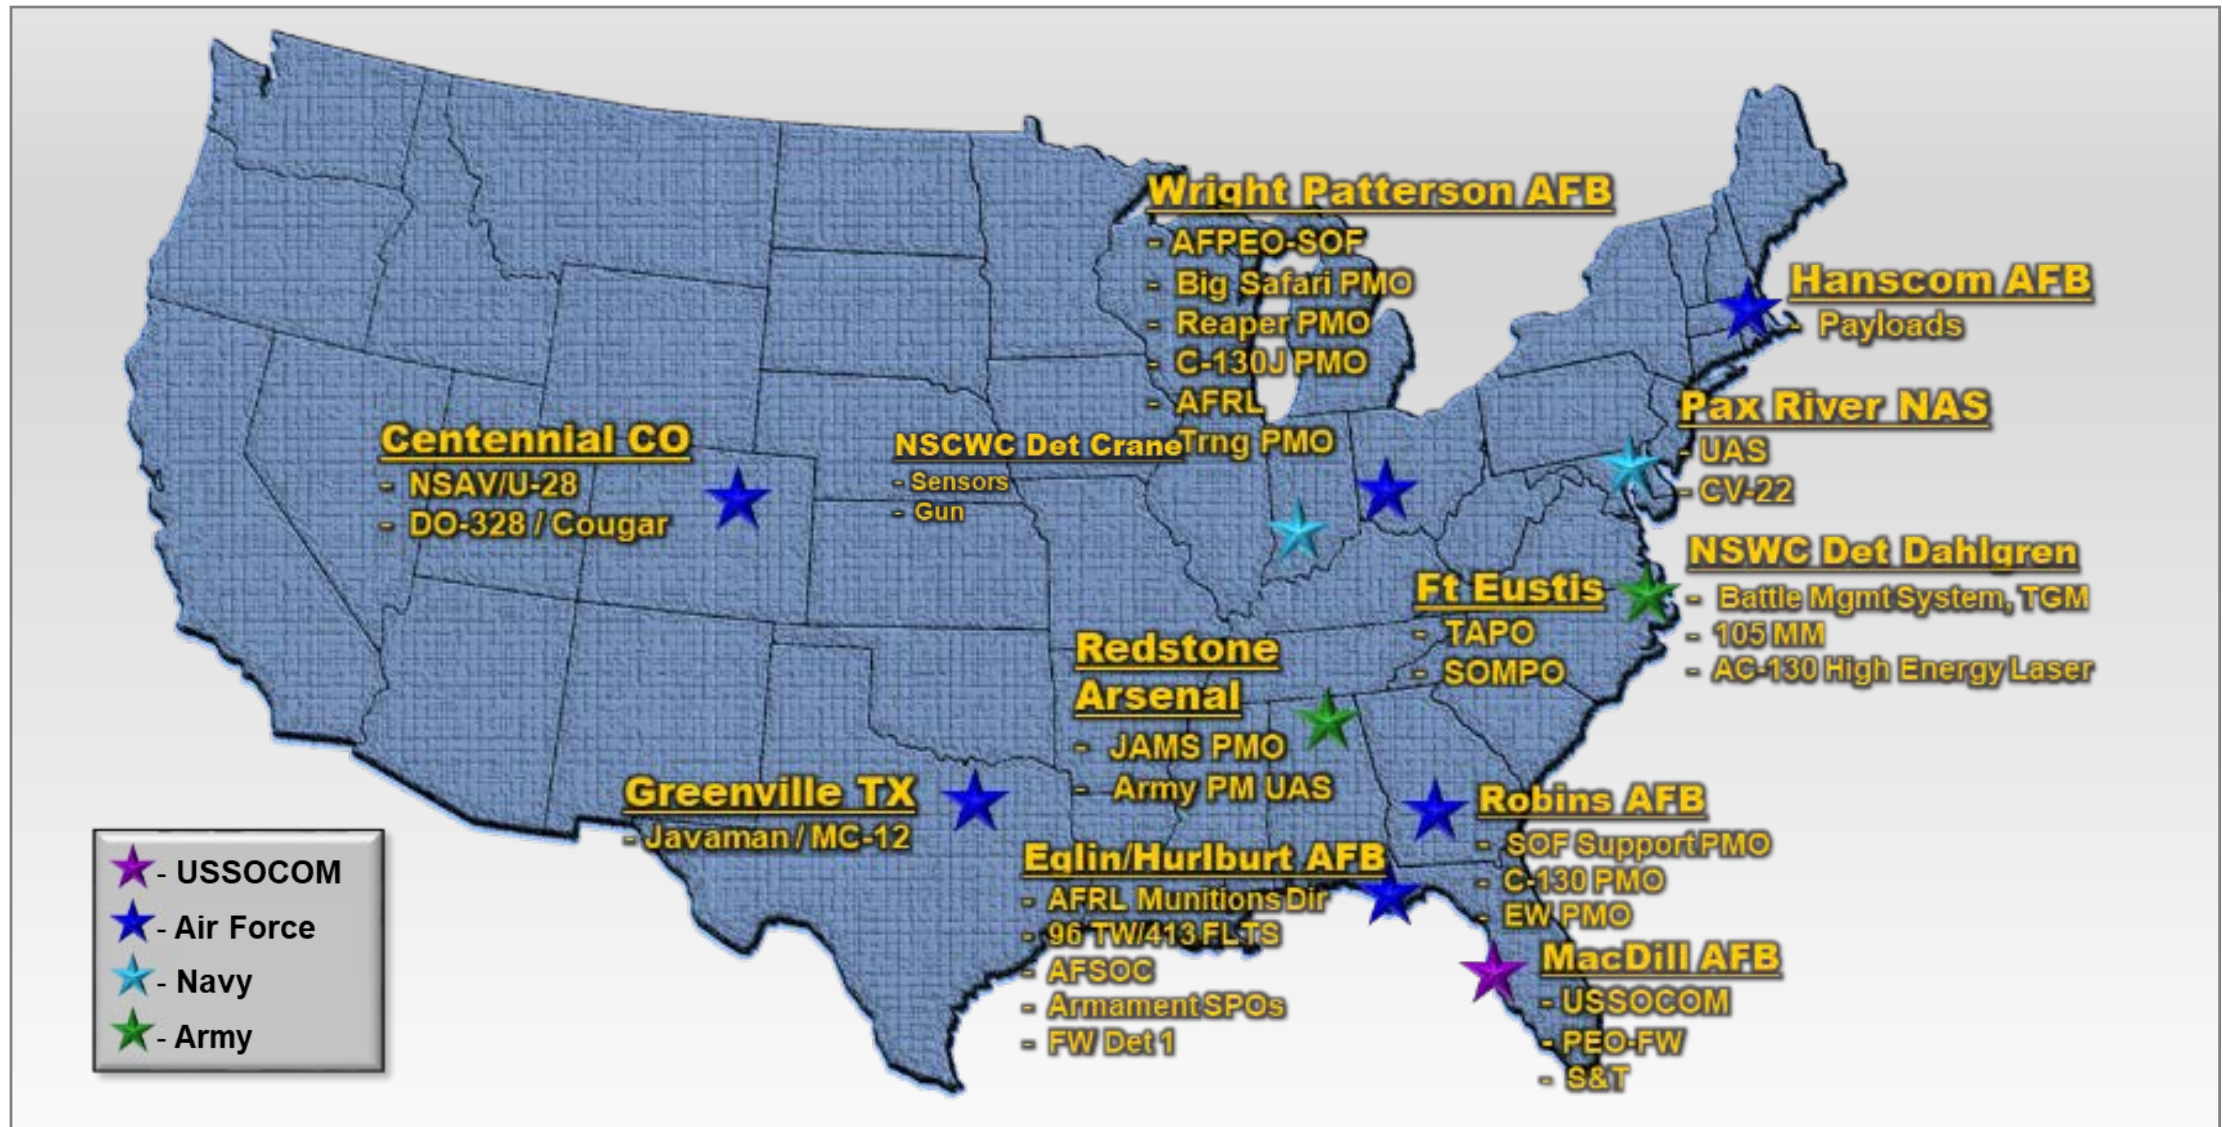 Wright Patterson AFB
- AFPEO-SOF
- Big Safari PMO
- Reaper PMO
- C-130J PMO
- AFRL
- Trng PMO
Hanscom AFB
- Payloads
Pax River NAS
- UAS
- CV-22
Centennial CO
- NSAV/U-28
- DO-328 / Cougar
NSCWC Det Crane
- Sensors
- Gun
NSWC Det Dahlgren
- Battle Mgmt System, TGM
- 105 MM
- AC-130 High Energy Laser
Ft Eustis
- TAPO
- SOMPO
Redstone
Arsenal
- JAMS PMO
- Army PM UAS
Greenville TX
- Javaman / MC-12
Robins AFB
- SOF Support PMO
- C-130 PMO
- EW PMO
Eglin/Hurlburt AFB
- AFRL Munitions Dir
- 96 TW/413 FLTS
- AFSOC
- Armament SPOs
- FW Det 1
MacDill AFB
- USSOCOM
- PEO-FW
- S&T
- USSOCOM
- Air Force
- Navy
- Army